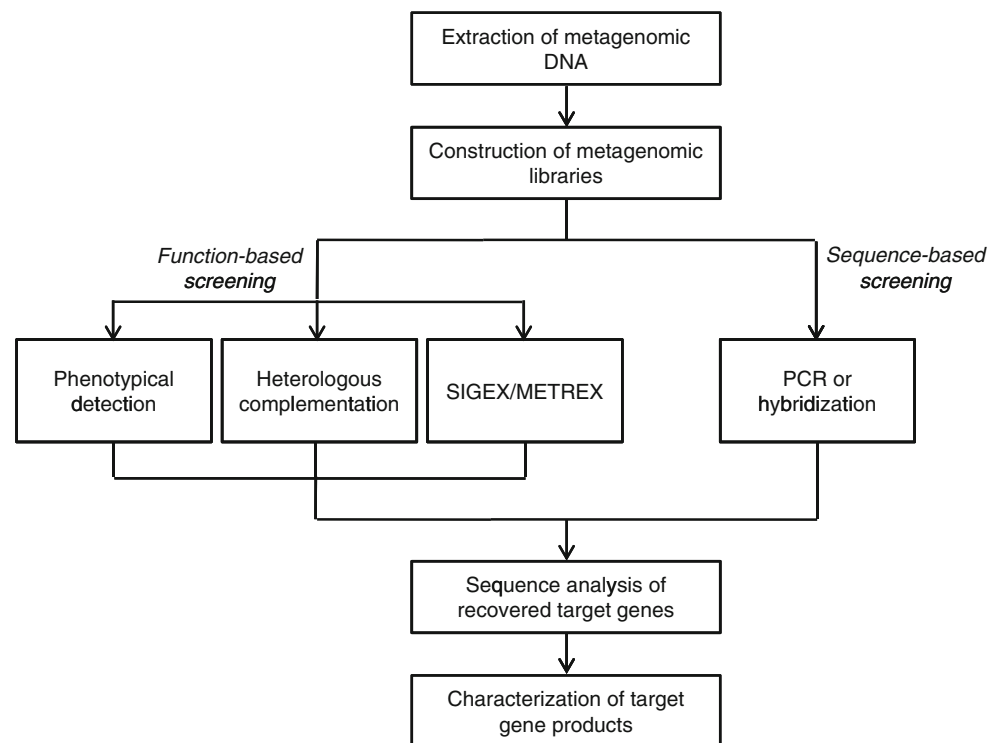 Extraction of metagenomic
DNA
Construction of metagenomic
libraries
Function-based
screening
Sequence-based
screening
Phenotypical
detection
Heterologous
complementation
SIGEX/METREX
PCR or
hybridization
Sequence analysis of
recovered target genes
Characterization of target
gene products